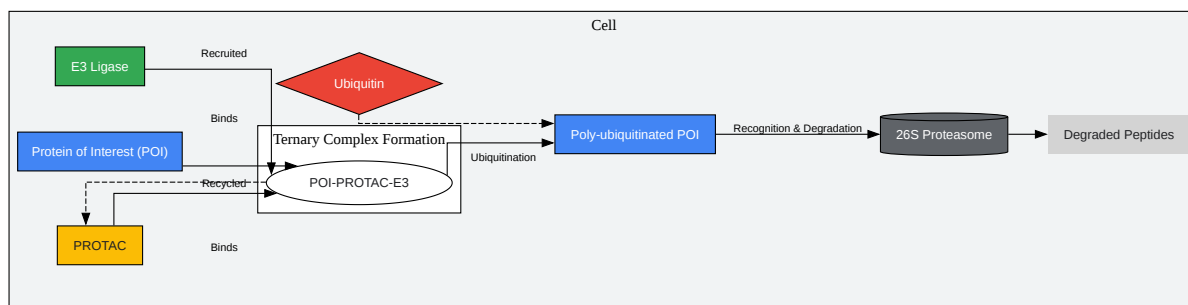 Cell
Recruited
E3 Ligase
Ubiquitin
Binds
Ternary Complex Formation
Poly-ubiquitinated POI
Recognition & Degradation
26S Proteasome
Degraded Peptides
Protein of Interest (POI)
Ubiquitination
Recycled
POI-PROTAC-E3
PROTAC
Binds